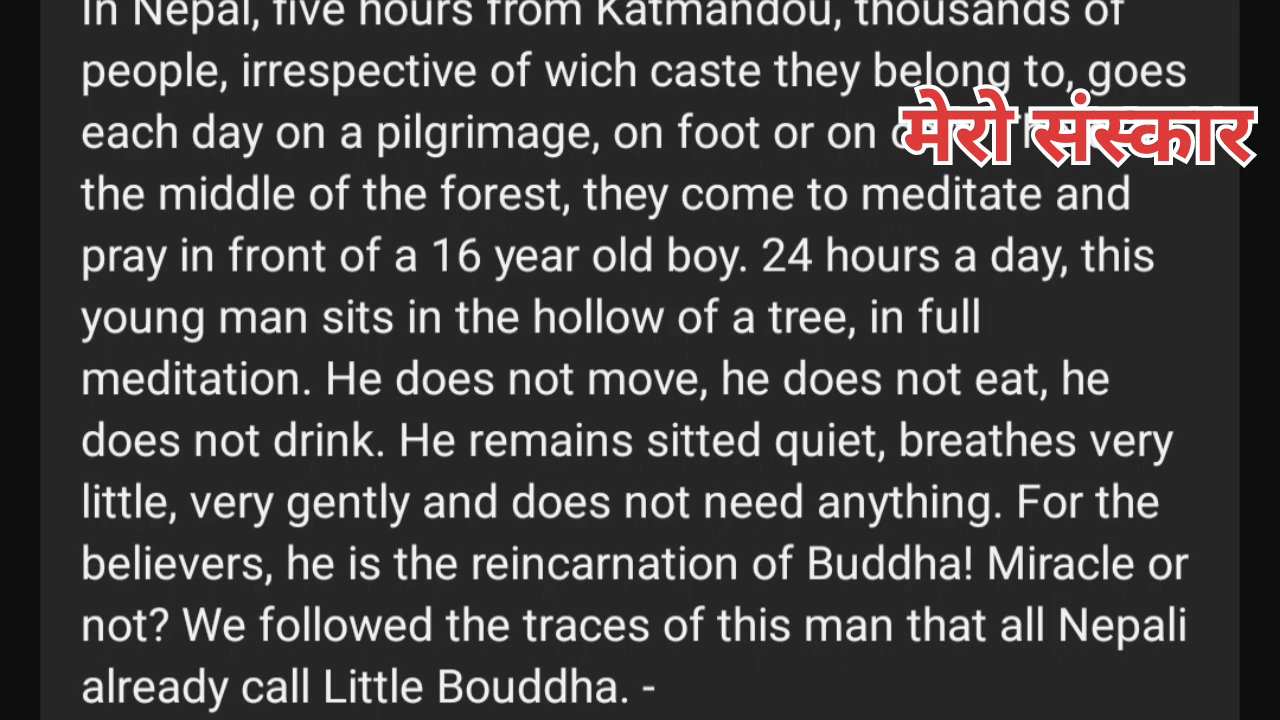 In Nepal, five hours from Katmandou, thousands of
people, irrespective of wich caste they belong to, goes
each day on a pilgrimage, on foot or on
मेरो संस्कार
the middle of the forest, they come to meditate and
pray in front of a 16 year old boy. 24 hours a day, this
young man sits in the hollow of a tree, in full
meditation. He does not move, he does not eat, he
does not drink. He remains sitted quiet, breathes very
little, very gently and does not need anything. For the
believers, he is the reincarnation of Buddha! Miracle or
not? We followed the traces of this man that all Nepali
already call Little Bouddha. -